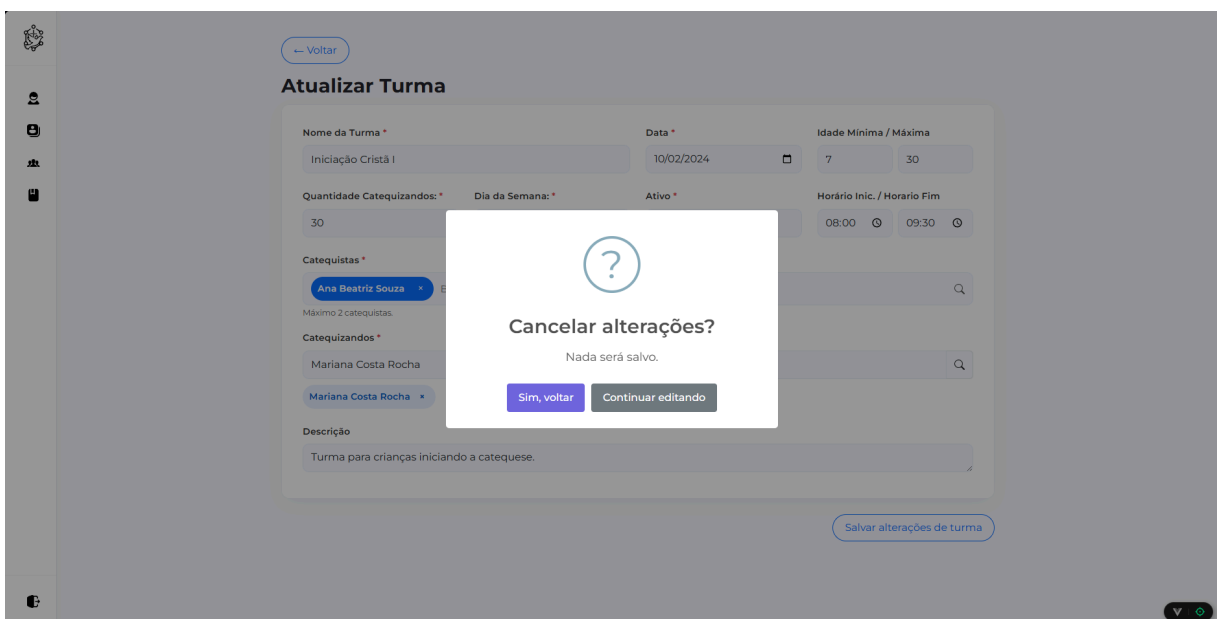 ← Voltar
Atualizar Turma
Nome da Turma * Data * Idade Mínima / Máxima
Iniciação Cristã I 10/02/2024 7 30
Quantidade Catequizandos: * Dia da Semana: * Ativo * Horário Inic. / Horario Fim
30 08:00 09:30
Catequistas *
Ana Beatriz Souza ×
Máximo 2 catequistas.
Catequizandos *
Mariana Costa Rocha
Mariana Costa Rocha ×
Descrição
Turma para crianças iniciando a catequese.
Salvar alterações de turma
?
Cancelar alterações?
Nada será salvo.
Sim, voltar Continuar editando